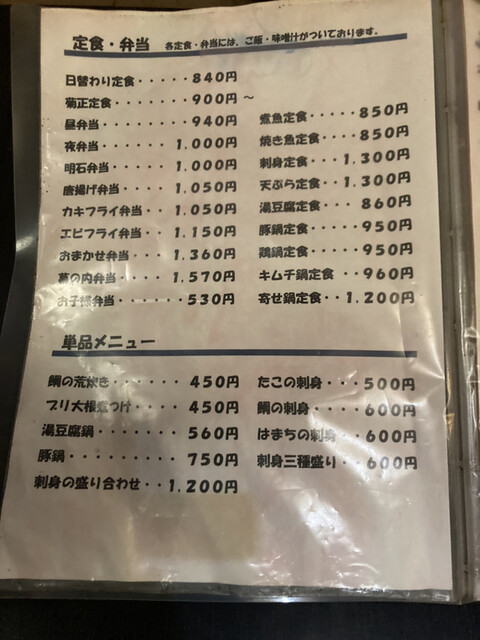 定食・弁当 各定食・弁当には、ご飯・味噌汁がついております。
日替わり定食・・・・・840円
菊正定食・・・・・・900円～
昼弁当・・・・・・・940円
夜弁当・・・・・・1.000円
明石弁当・・・・・1.000円
唐揚げ弁当・・・・1.050円
カキフライ弁当・・1.050円
エビフライ弁当・・1.150円
おまかせ弁当・・・1.360円
幕の内弁当・・・・1.570円
お子様弁当・・・・・530円
煮魚定食・・・・・850円
焼き魚定食・・・・850円
刺身定食・・・1.300円
天ぷら定食・・1.300円
湯豆腐定食・・・860円
豚鍋定食・・・・950円
鶏鍋定食・・・・950円
キムチ鍋定食・・960円
寄せ鍋定食・・1.200円
単品メニュー
鯛の荒炊き・・・・・・・450円
ブリ大根煮つけ・・・・450円
湯豆腐鍋・・・・・・560円
豚鍋・・・・・・・・750円
刺身の盛り合わせ・・1.200円
たこの刺身・・・500円
鯛の刺身・・・・600円
はまちの刺身・・600円
刺身三種盛り・・600円